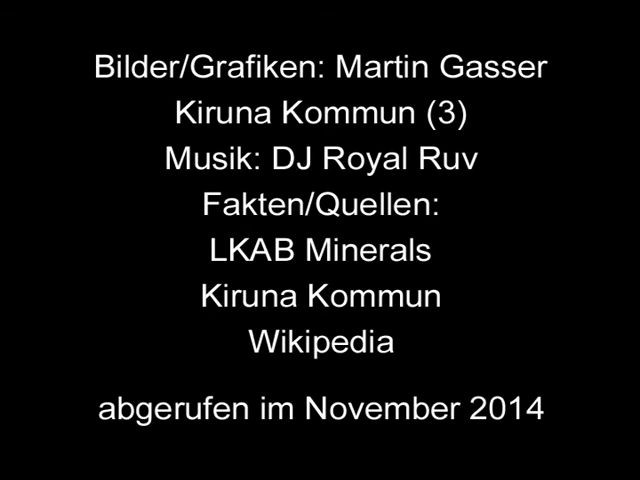 Bilder/Grafiken: Martin Gasser
Kiruna Kommun (3)
Musik: DJ Royal Ruv
Fakten/Quellen:
LKAB Minerals
Kiruna Kommun
Wikipedia
abgerufen im November 2014